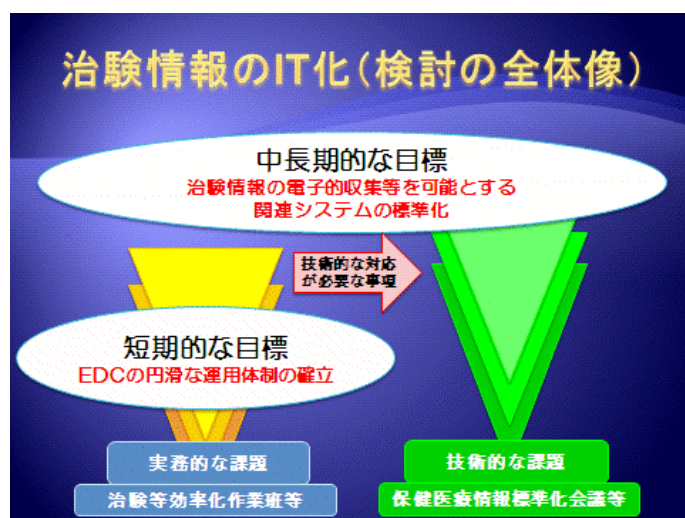 治験情報のIT化(検討の全体像)
中長期的な目標
治験情報の電子的収集等を可能とする
関連システムの標準化
技術的な対応
が必要な事項
短期的な目標
EDCの円滑な運用体制の確立
実務的な課題
治験等効率化作業班等
技術的な課題
保健医療情報標準化会議等